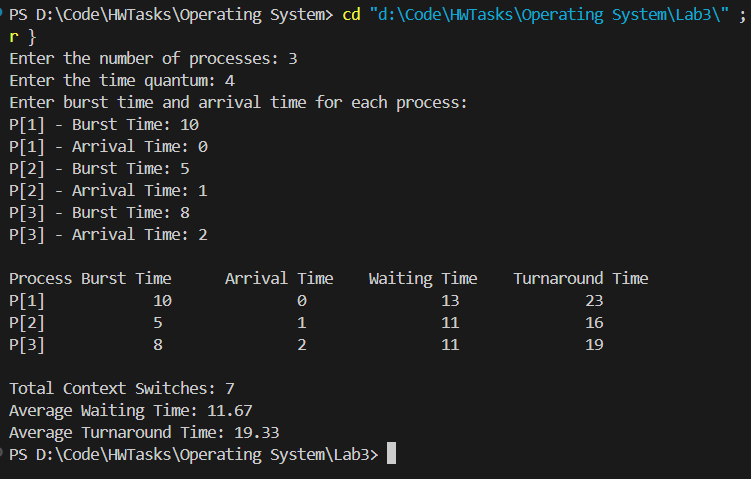 PS D:\Code\HWTasks\Operating System> cd "d:\Code\HWTasks\Operating System\Lab3\" ;
r }
Enter the number of processes: 3
Enter the time quantum: 4
Enter burst time and arrival time for each process:
P[1] - Burst Time: 10
P[1] - Arrival Time: 0
P[2] - Burst Time: 5
P[2] - Arrival Time: 1
P[3] - Burst Time: 8
P[3] - Arrival Time: 2
Process Burst Time Arrival Time Waiting Time Turnaround Time
P[1] 10 0 13 23
P[2] 5 1 11 16
P[3] 8 2 11 19
Total Context Switches: 7
Average Waiting Time: 11.67
Average Turnaround Time: 19.33
PS D:\Code\HWTasks\Operating System\Lab3>